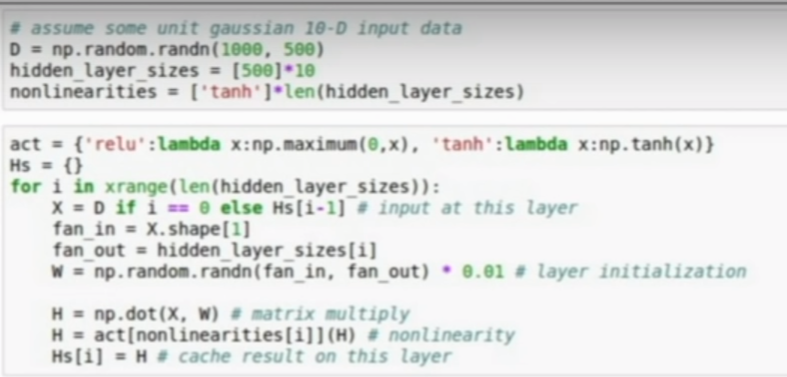 # assume some unit gaussian 10-D input data
D = np.random.randn(1000, 500)
hidden_layer_sizes = [500]*10
nonlinearities = ['tanh']*len(hidden_layer_sizes)
act = {'relu':lambda x:np.maximum(0,x), 'tanh':lambda x:np.tanh(x)}
Hs = {}
for i in xrange(len(hidden_layer_sizes)):
    X = D if i == 0 else Hs[i-1] # input at this layer
    fan_in = X.shape[1]
    fan_out = hidden_layer_sizes[i]
    W = np.random.randn(fan_in, fan_out) * 0.01 # layer initialization
    H = np.dot(X, W) # matrix multiply
    H = act[nonlinearities[i]](H) # nonlinearity
    Hs[i] = H # cache result on this layer